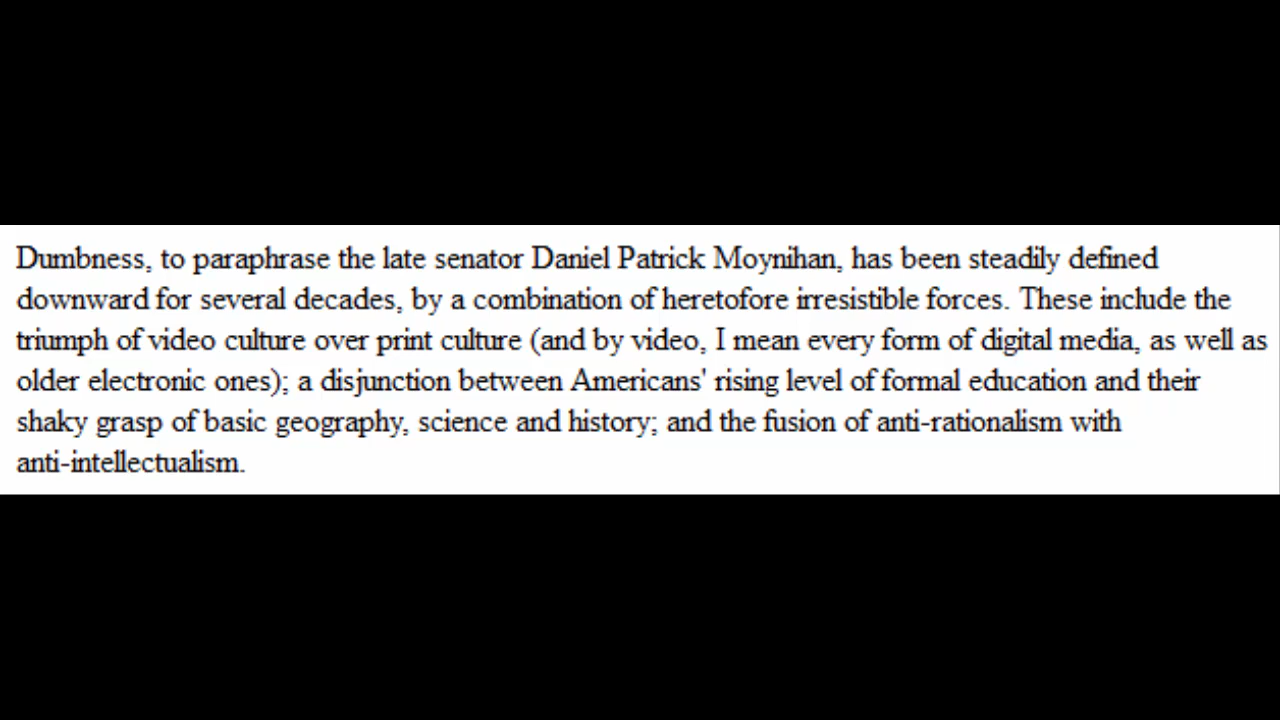 Dumbness, to paraphrase the late senator Daniel Patrick Moynihan, has been steadily defined
downward for several decades, by a combination of heretofore irresistible forces. These include the
triumph of video culture over print culture (and by video, I mean every form of digital media, as well as
older electronic ones); a disjunction between Americans' rising level of formal education and their
shaky grasp of basic geography, science and history; and the fusion of anti-rationalism with
anti-intellectualism.